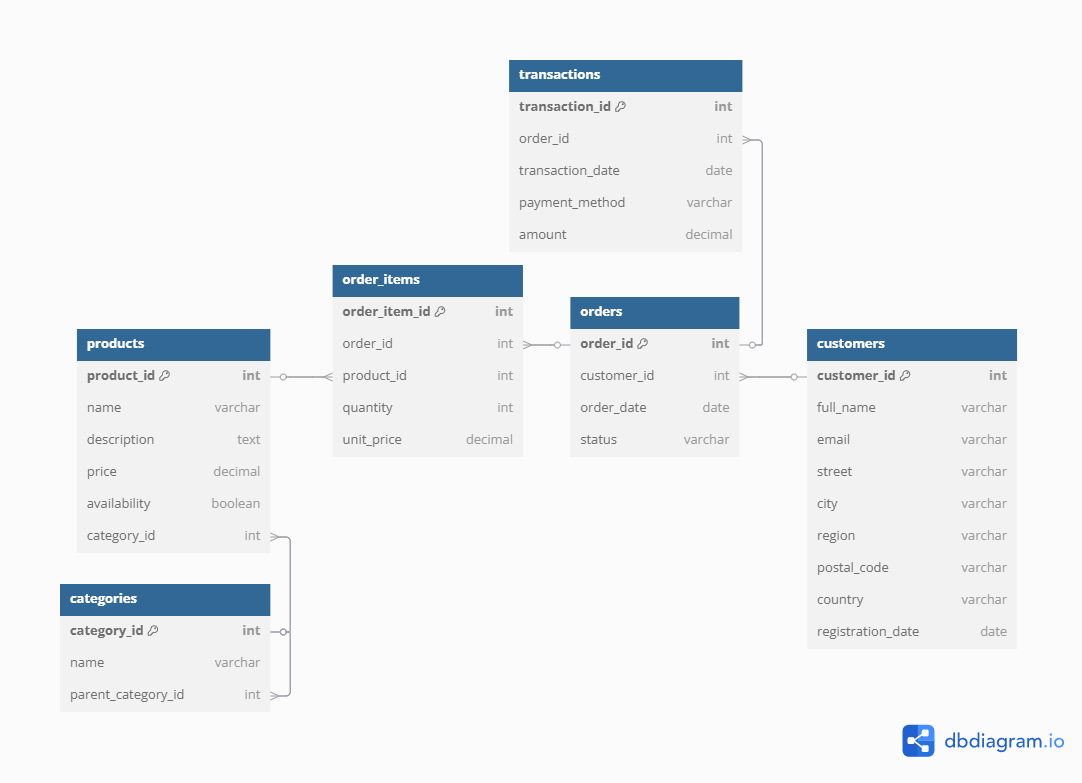 transactions
transaction_id int
order_id int
transaction_date date
payment_method varchar
amount decimal
order_items
order_item_id int
order_id int
product_id int
quantity int
unit_price decimal
orders
order_id int
customer_id int
order_date date
status varchar
products
product_id int
name varchar
description text
price decimal
availability boolean
category_id int
customers
customer_id int
full_name varchar
email varchar
street varchar
city varchar
region varchar
postal_code varchar
country varchar
registration_date date
categories
category_id int
name varchar
parent_category_id int
dbdiagram.io